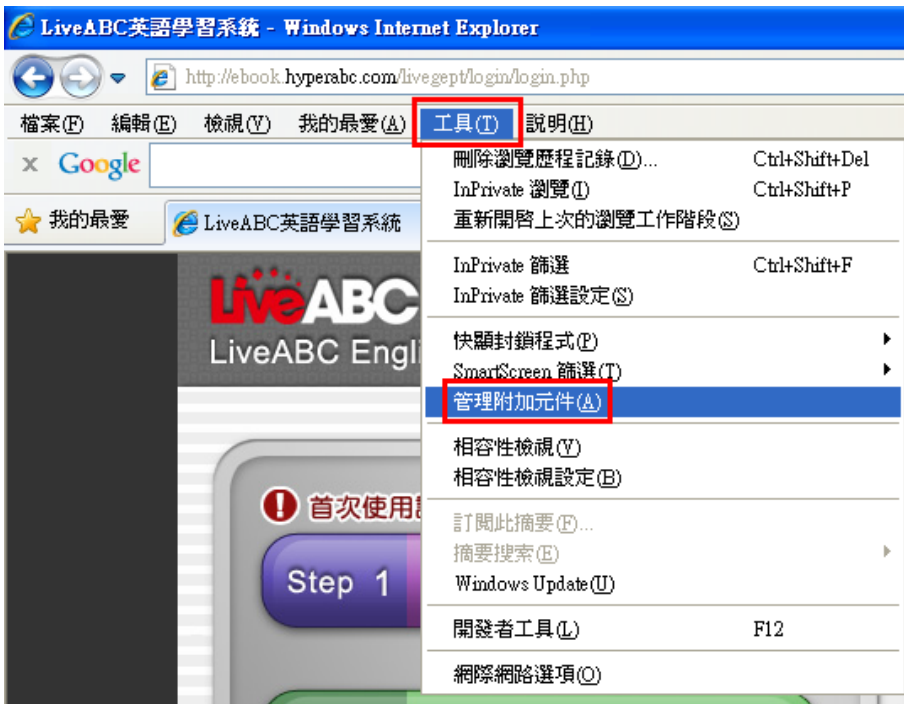 LiveABC英語學習系統 - Windows Internet Explorer
http://ebook.hyperabc.com/livegept/login/login.php
檔案(F) 編輯(E) 檢視(V) 我的最愛(A) 工具(T) 說明(H)
x Google
我的最愛 LiveABC英語學習系統
刪除瀏覽歷程記錄(D)... Ctrl+Shift+Del
InPrivate 瀏覽(I) Ctrl+Shift+P
重新開啓上次的瀏覽工作階段(S)
InPrivate 篩選 Ctrl+Shift+F
InPrivate 篩選設定(S)
快顯封鎖程式(P)
SmartScreen 篩選(T)
管理附加元件(A)
相容性檢視(V)
相容性檢視設定(B)
訂閱此摘要(F)...
摘要搜索(E)
Windows Update(U)
開發者工具(L) F12
網際網路選項(O)
LiveABC
LiveABC Engli
首次使用
Step 1